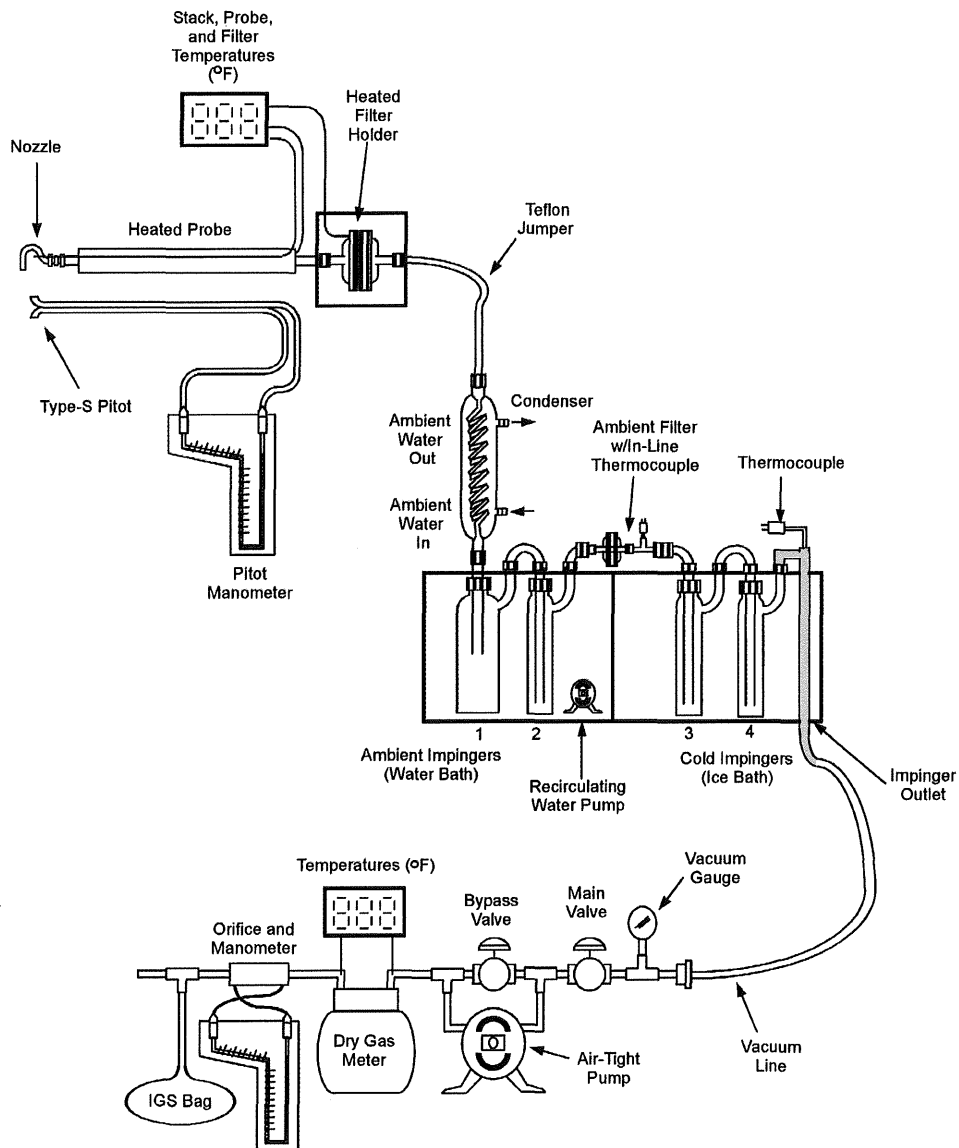 Stack, Probe,
and Filter
Temperatures
(°F)
Heated
Filter
Holder
Nozzle
Heated Probe
Teflon
Jumper
Type-S Pitot
Pitot
Manometer
Ambient
Water
Out
Condenser
Ambient
Water
In
Ambient Filter
w/In-Line
Thermocouple
Thermocouple
1
2
3
4
Ambient Impingers
(Water Bath)
Recirculating
Water Pump
Cold Impingers
(Ice Bath)
Impinger
Outlet
Temperatures (°F)
Orifice and
Manometer
Bypass
Valve
Main
Valve
Vacuum
Gauge
Dry Gas
Meter
Air-Tight
Pump
Vacuum
Line
IGS Bag